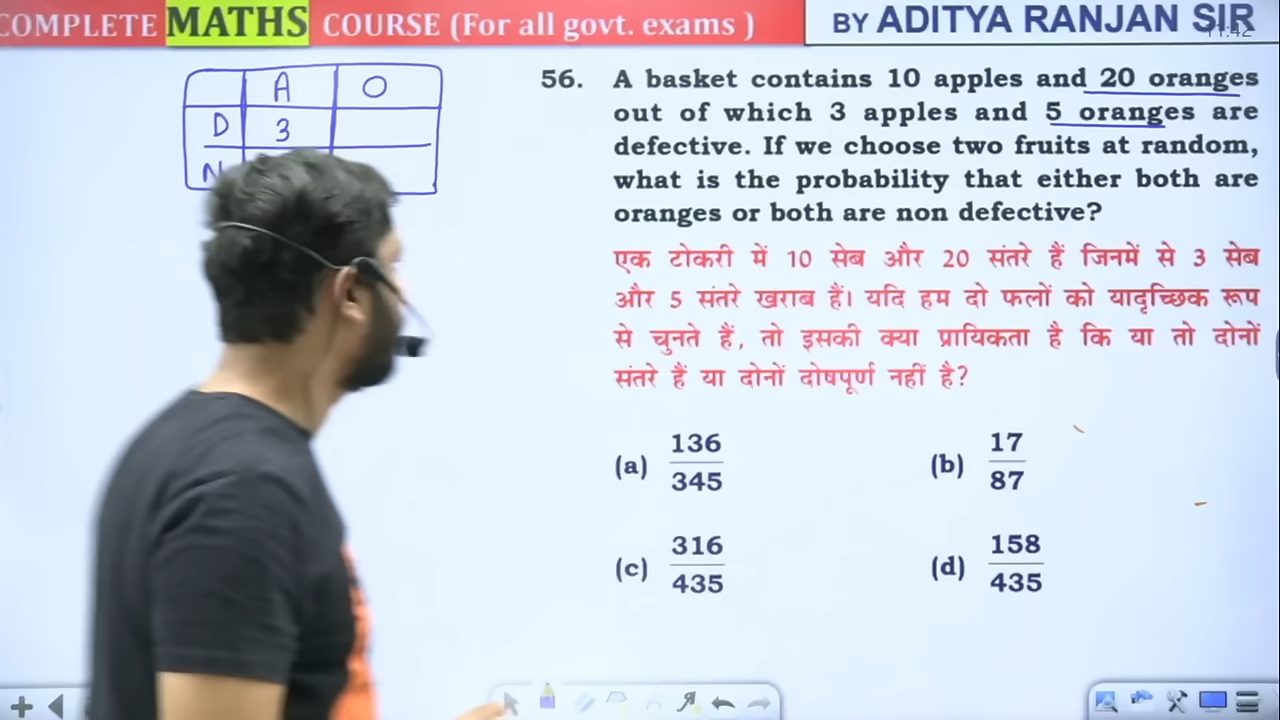 COMPLETE MATHS COURSE (For all govt. exams )
BY ADITYA RANJAN SIR
11:42
A O
D 3
N
56. A basket contains 10 apples and 20 oranges
out of which 3 apples and 5 oranges are
defective. If we choose two fruits at random,
what is the probability that either both are
oranges or both are non defective?
एक टोकरी में 10 सेब और 20 संतरे हैं जिनमें से 3 सेब
और 5 संतरे खराब हैं। यदि हम दो फलों को यादृच्छिक रूप
से चुनते हैं, तो इसकी क्या प्रायिकता है कि या तो दोनों
संतरे हैं या दोनों दोषपूर्ण नहीं है?
(a) 136/345 (b) 17/87
(c) 316/435 (d) 158/435